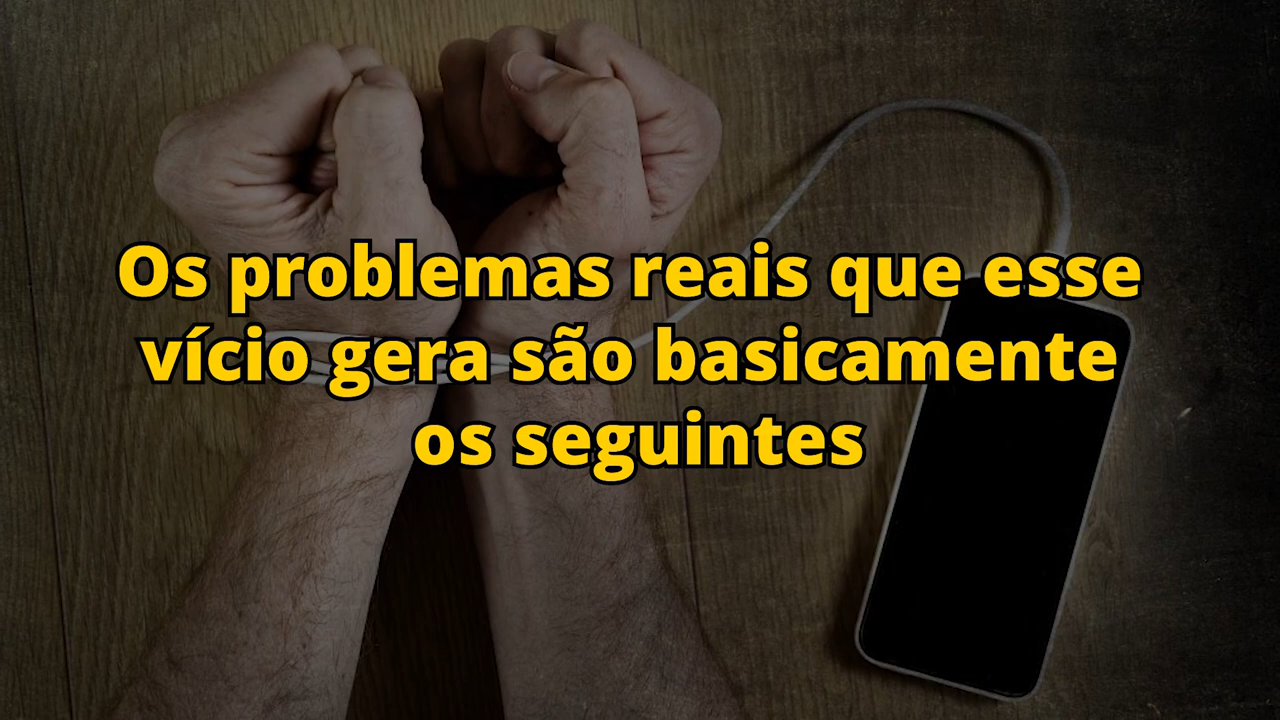 Os problemas reais que esse
vício gera são basicamente
os seguintes